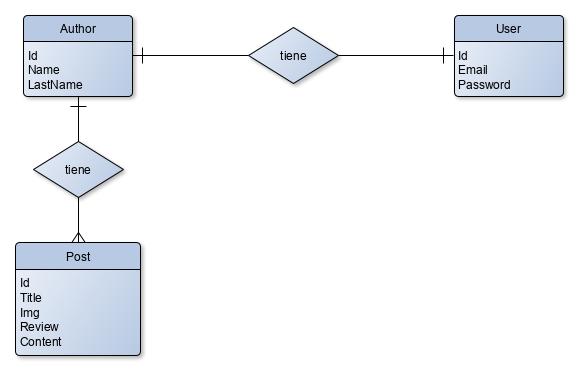 Author
Id
Name
LastName
tiene
User
Id
Email
Password
tiene
Post
Id
Title
Img
Review
Content